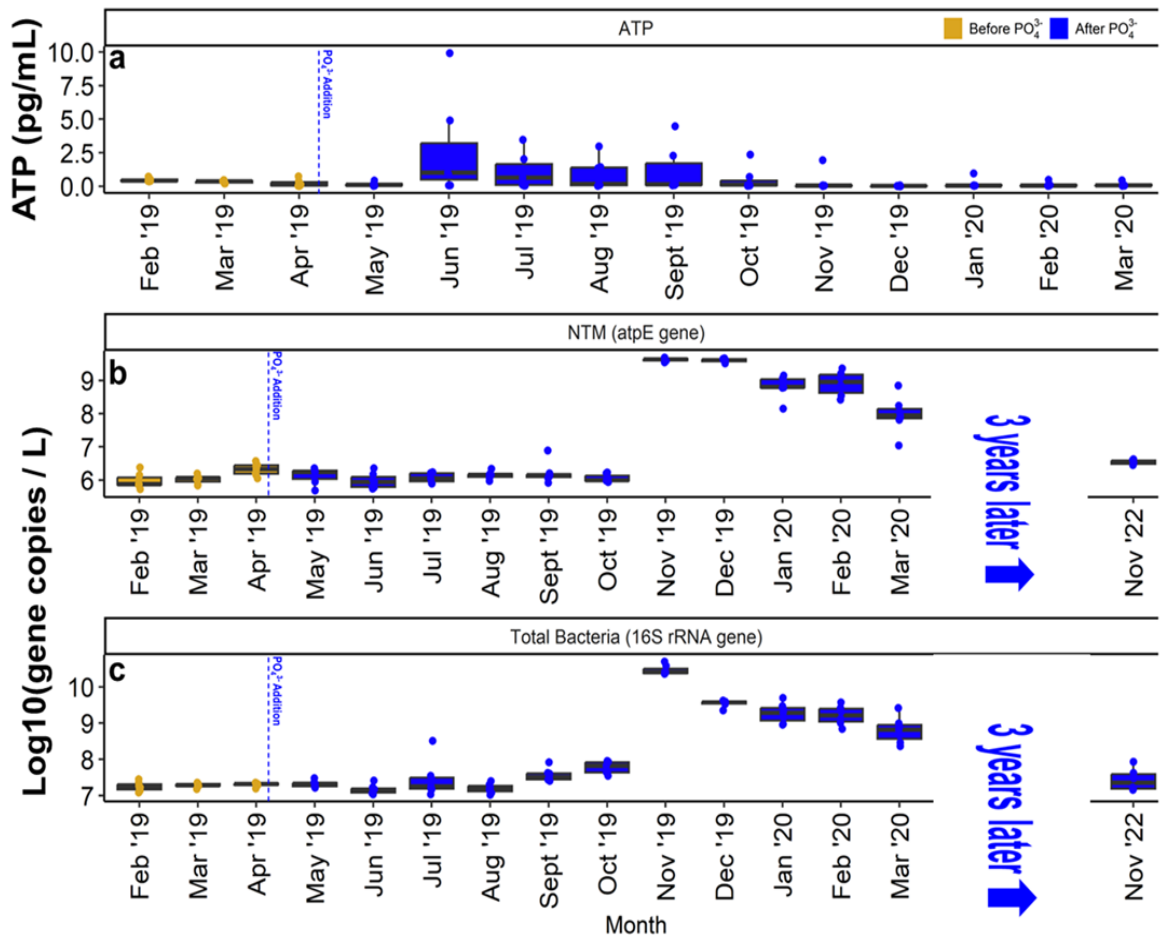 ATP
Before PO₄³⁻ After PO₄³⁻
a
ATP (pg/mL)
10.0
7.5
5.0
2.5
0.0
PO₄³⁻ Addition
Feb '19 Mar '19 Apr '19 May '19 Jun '19 Jul '19 Aug '19 Sept '19 Oct '19 Nov '19 Dec '19 Jan '20 Feb '20 Mar '20
NTM (atpE gene)
b
Log10(gene copies / L)
9
8
7
6
PO₄³⁻ Addition
3 years later
Feb '19 Mar '19 Apr '19 May '19 Jun '19 Jul '19 Aug '19 Sept '19 Oct '19 Nov '19 Dec '19 Jan '20 Feb '20 Mar '20 Nov '22
Total Bacteria (16S rRNA gene)
c
10
9
8
7
PO₄³⁻ Addition
3 years later
Feb '19 Mar '19 Apr '19 May '19 Jun '19 Jul '19 Aug '19 Sept '19 Oct '19 Nov '19 Dec '19 Jan '20 Feb '20 Mar '20 Nov '22
Month